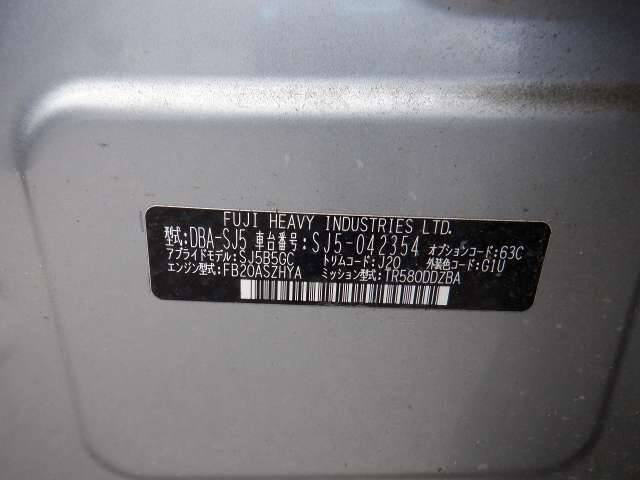 FUJI HEAVY INDUSTRIES LTD.
型式:DBA-SJ5 車台番号:SJ5-042354 オプションコード:63C
アプライドモデル:SJ5B5GC トリムコード:J20 外装色コード:G1U
エンジン型式:FB20ASZHYA ミッション型式:TR580DDZBA